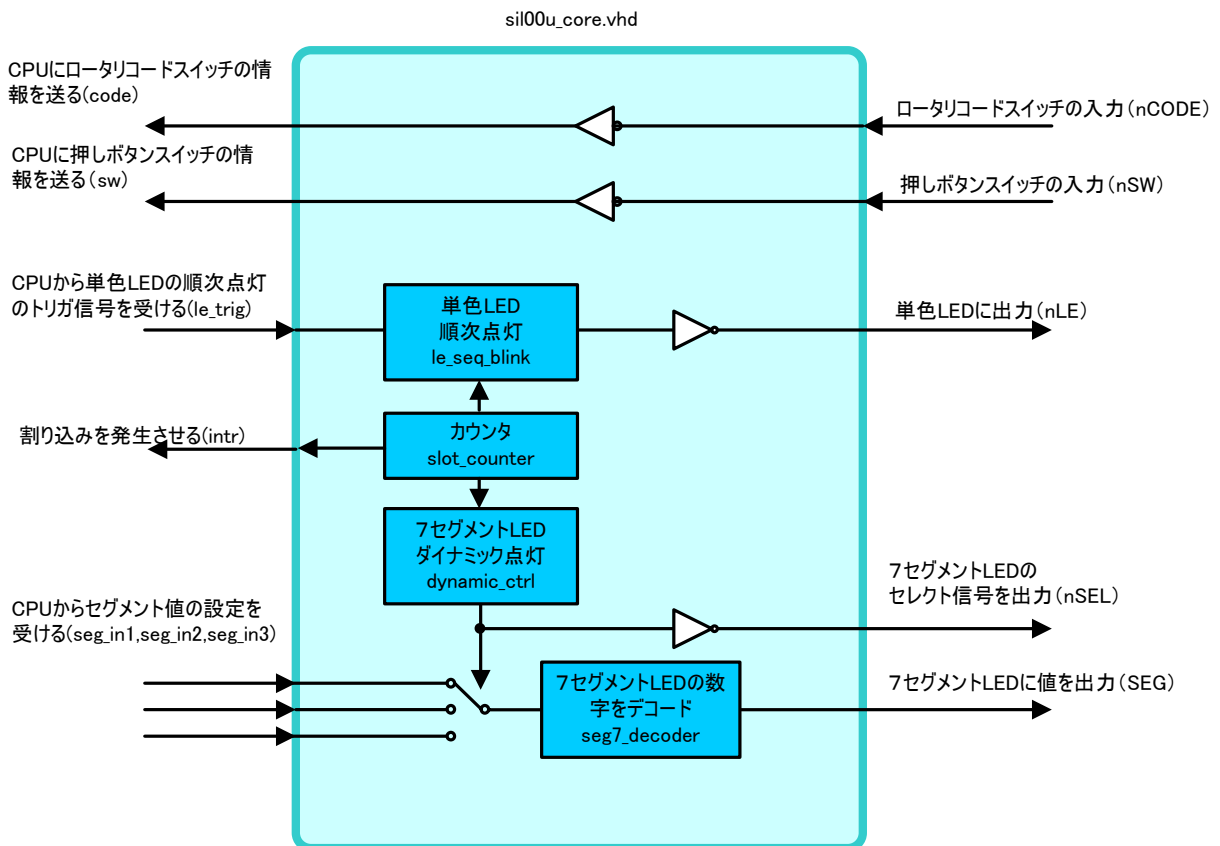 sil00u_core.vhd
CPUにロータリコードスイッチの情
報を送る(code)
ロータリコードスイッチの入力(nCODE)
CPUに押しボタンスイッチの情
報を送る(sw)
押しボタンスイッチの入力(nSW)
CPUから単色LEDの順次点灯
のトリガ信号を受ける(le_trig)
単色LED
順次点灯
le_seq_blink
単色LEDに出力(nLE)
割り込みを発生させる(intr)
カウンタ
slot_counter
7セグメントLED
ダイナミック点灯
dynamic_ctrl
7セグメントLEDの
セレクト信号を出力(nSEL)
CPUからセグメント値の設定を
受ける(seg_in1,seg_in2,seg_in3)
7セグメントLEDの数
字をデコード
seg7_decoder
7セグメントLEDに値を出力(SEG)